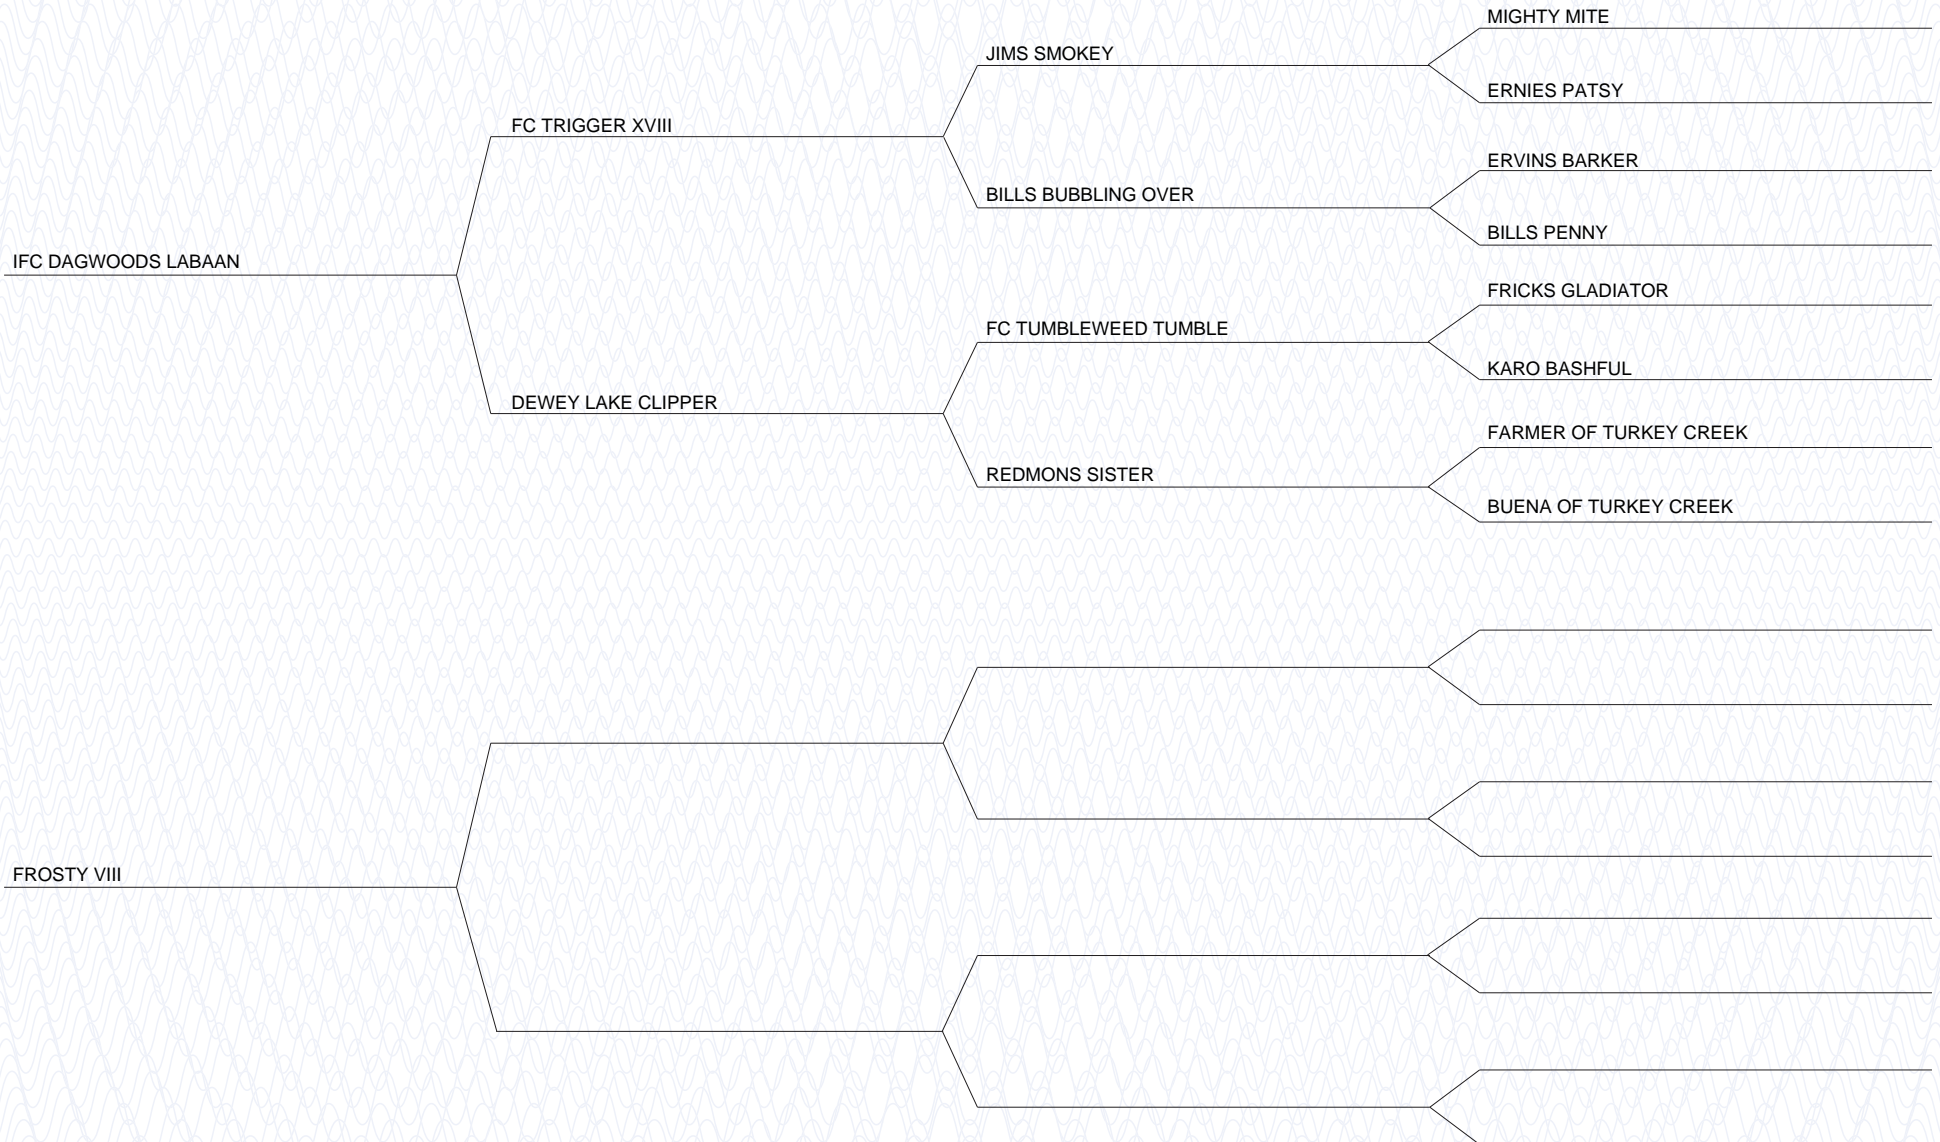 MIGHTY MITE
JIMS SMOKEY
ERNIES PATSY
FC TRIGGER XVIII
ERVINS BARKER
BILLS BUBBLING OVER
BILLS PENNY
IFC DAGWOODS LABAAN
FRICKS GLADIATOR
FC TUMBLEWEED TUMBLE
KARO BASHFUL
DEWEY LAKE CLIPPER
FARMER OF TURKEY CREEK
REDMONS SISTER
BUENA OF TURKEY CREEK
FROSTY VIII